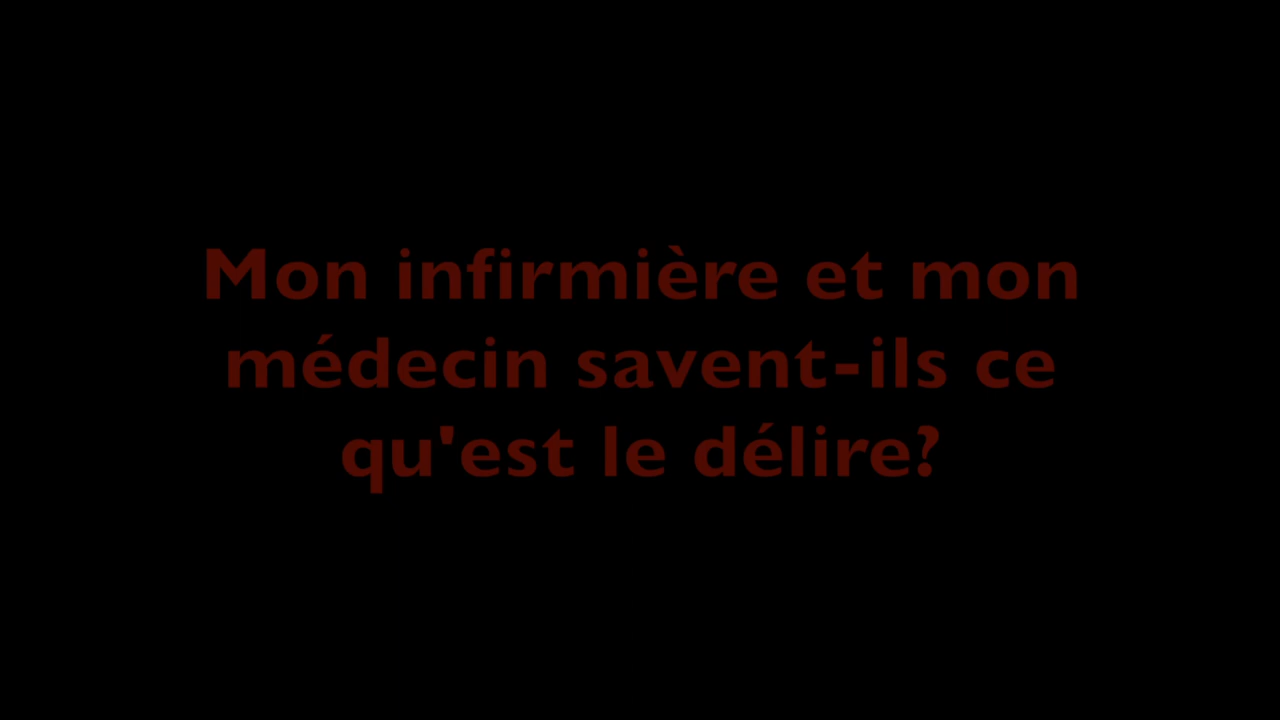 Mon infirmière et mon
médecin savent-ils ce
qu'est le délire?